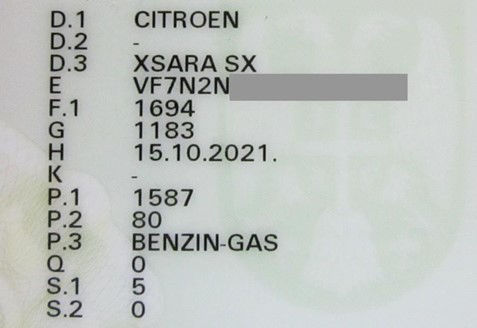 D.1 CITROEN
D.2 -
D.3 XSARA SX
E VF7N2N
F.1 1694
G 1183
H 15.10.2021.
K -
P.1 1587
P.2 80
P.3 BENZIN-GAS
Q 0
S.1 5
S.2 0